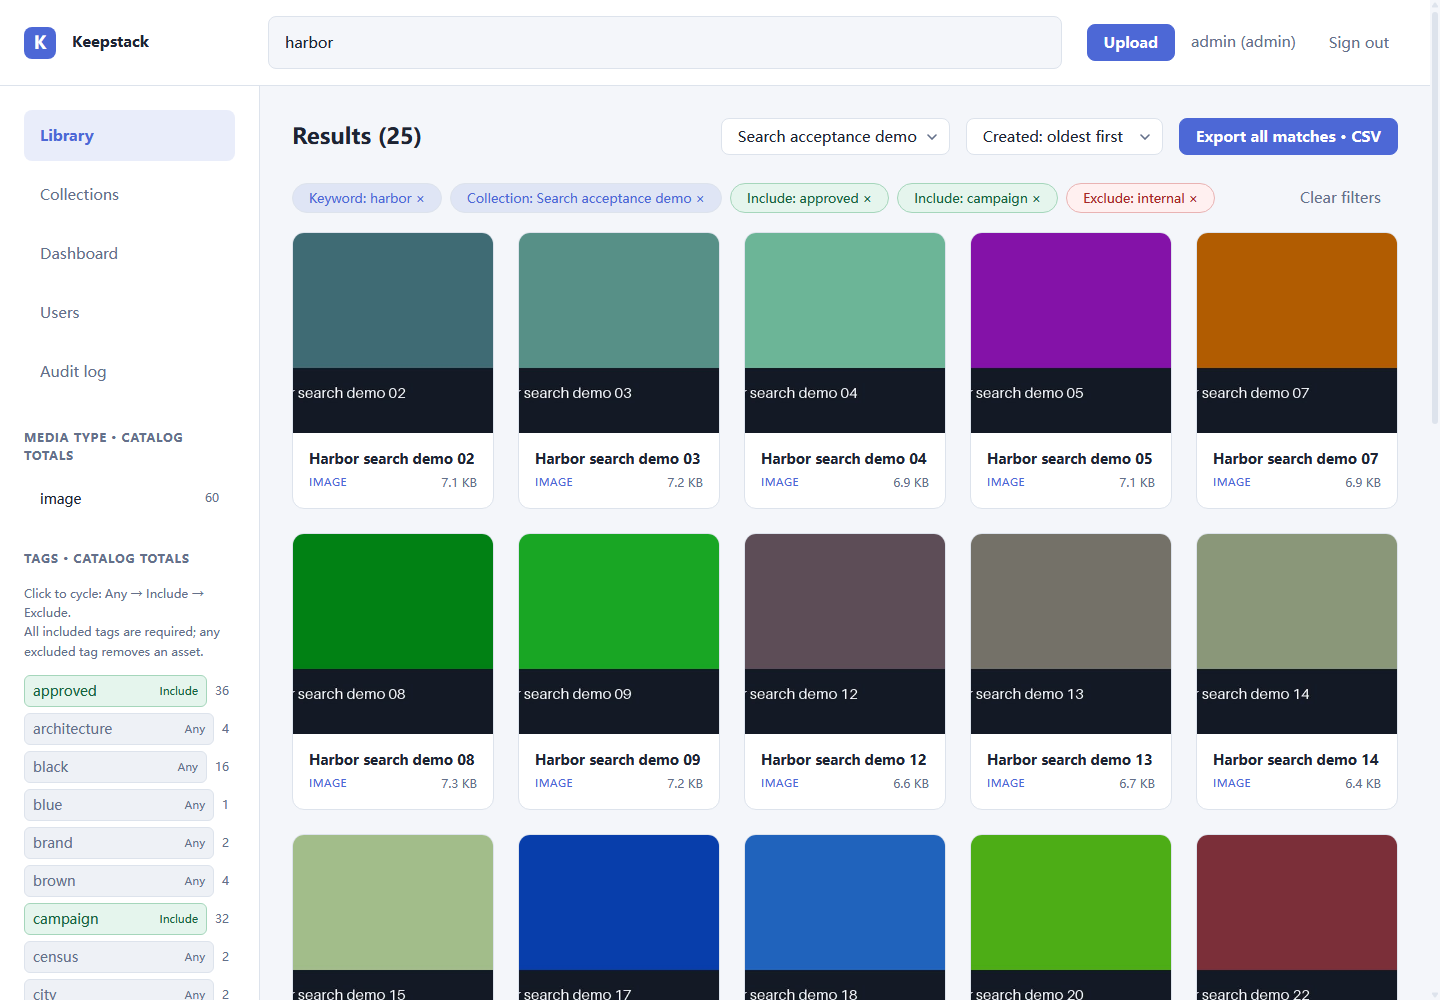 K Keepstack
harbor
Upload
admin (admin)
Sign out
Library
Collections
Dashboard
Users
Audit log
MEDIA TYPE • CATALOG
TOTALS
image 60
TAGS • CATALOG TOTALS
Click to cycle: Any → Include →
Exclude.
All included tags are required; any
excluded tag removes an asset.
approved Include 36
architecture Any 4
black Any 16
blue Any 1
brand Any 2
brown Any 4
campaign Include 32
census Any 2
city Any 2
Results (25)
Search acceptance demo
Created: oldest first
Export all matches • CSV
Keyword: harbor × Collection: Search acceptance demo × Include: approved × Include: campaign × Exclude: internal × Clear filters
search demo 02
Harbor search demo 02
IMAGE 7.1 KB
search demo 03
Harbor search demo 03
IMAGE 7.2 KB
search demo 04
Harbor search demo 04
IMAGE 6.9 KB
search demo 05
Harbor search demo 05
IMAGE 7.1 KB
search demo 07
Harbor search demo 07
IMAGE 6.9 KB
search demo 08
Harbor search demo 08
IMAGE 7.3 KB
search demo 09
Harbor search demo 09
IMAGE 7.2 KB
search demo 12
Harbor search demo 12
IMAGE 6.6 KB
search demo 13
Harbor search demo 13
IMAGE 6.7 KB
search demo 14
Harbor search demo 14
IMAGE 6.4 KB
search demo 15
search demo 17
search demo 18
search demo 20
search demo 22